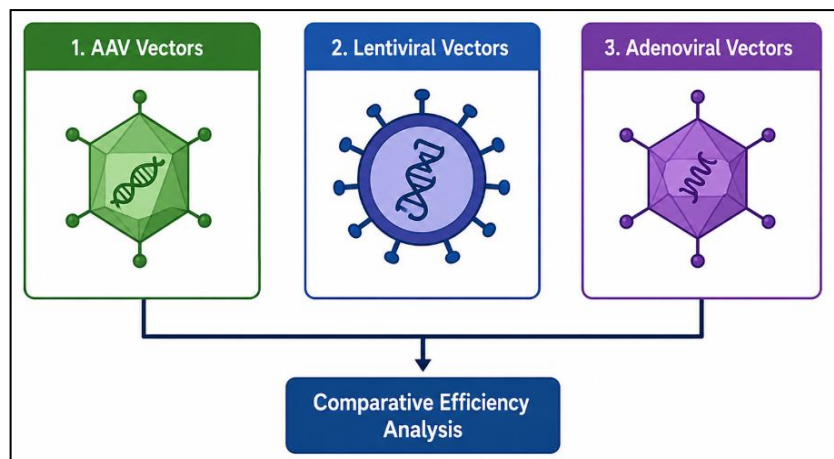 1. AAV Vectors
2. Lentiviral Vectors
3. Adenoviral Vectors
Comparative Efficiency
Analysis